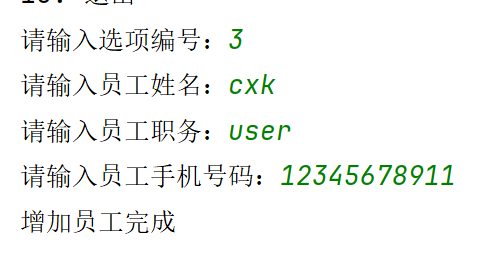 请输入选项编号：3
请输入员工姓名：cxk
请输入员工职务：user
请输入员工手机号码：12345678911
增加员工完成